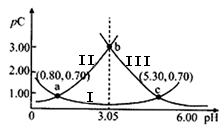 pC
3.00
2.00
1.00
II
b
III
(0.80, 0.70)
(5.30, 0.70)
a
I
c
0
3.05
6.00
pH